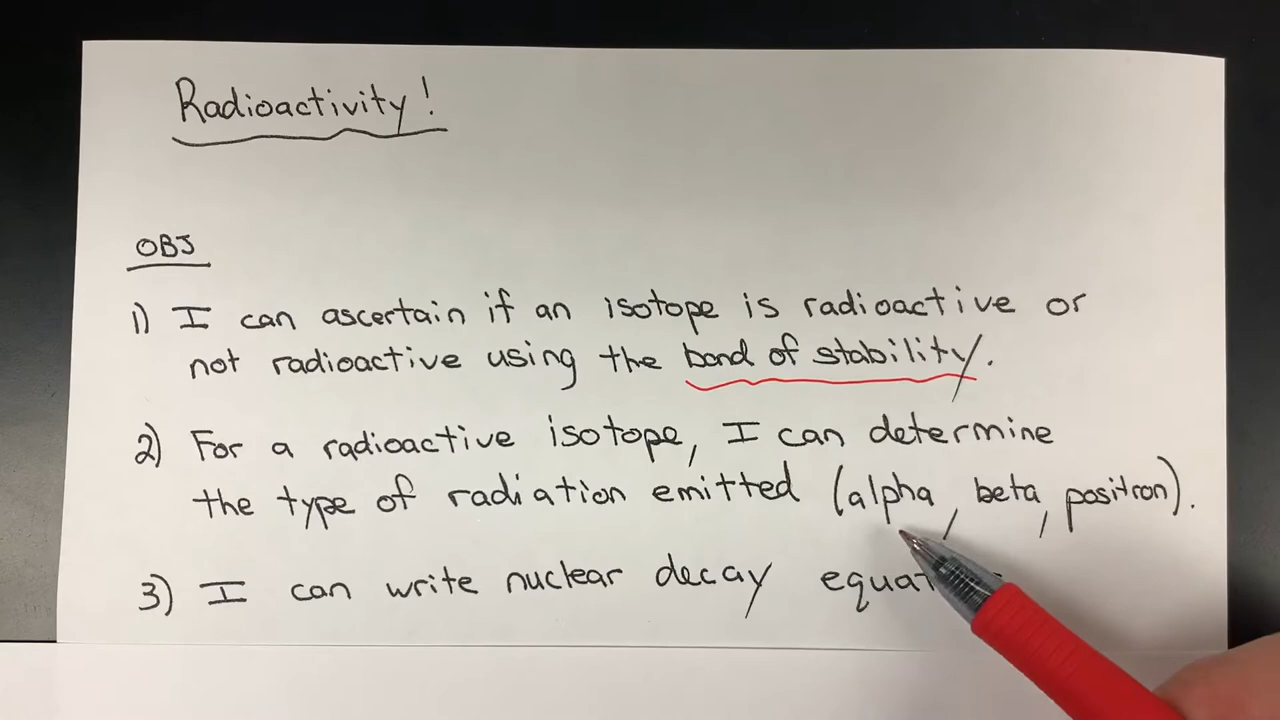 Radioactivity!
OBJ
1) I can ascertain if an isotope is radioactive or
not radioactive using the band of stability.
2) For a radioactive isotope, I can determine
the type of radiation emitted (alpha, beta, positron).
3) I can write nuclear decay